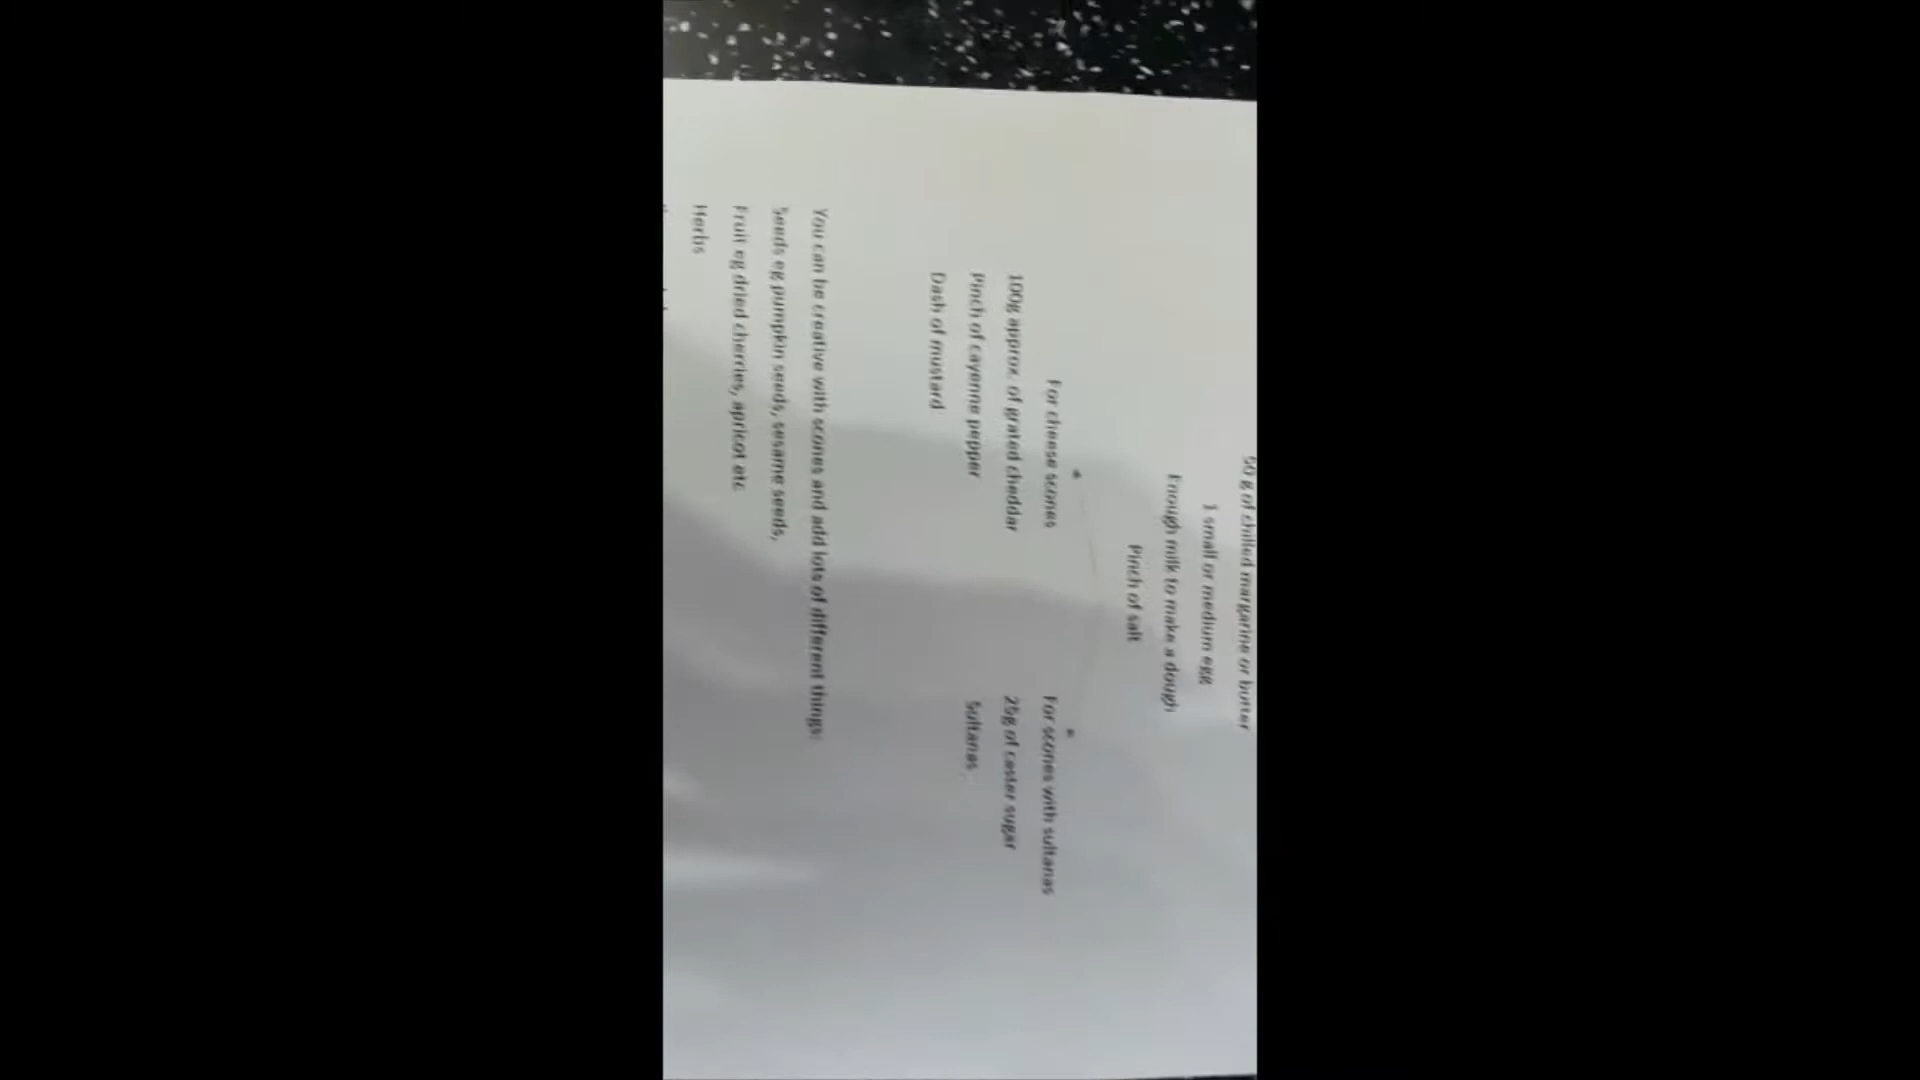 50 g of chilled margarine or butter
1 small or medium egg
Enough milk to make a dough
Pinch of salt
For cheese scones
100g approx. of grated cheddar
Pinch of cayenne pepper
Dash of mustard
For scones with sultanas
25g of caster sugar
Sultanas
You can be creative with scones and add lots of different things:
Seeds eg pumpkin seeds, sesame seeds,
Fruit eg dried cherries, apricot etc
Herbs